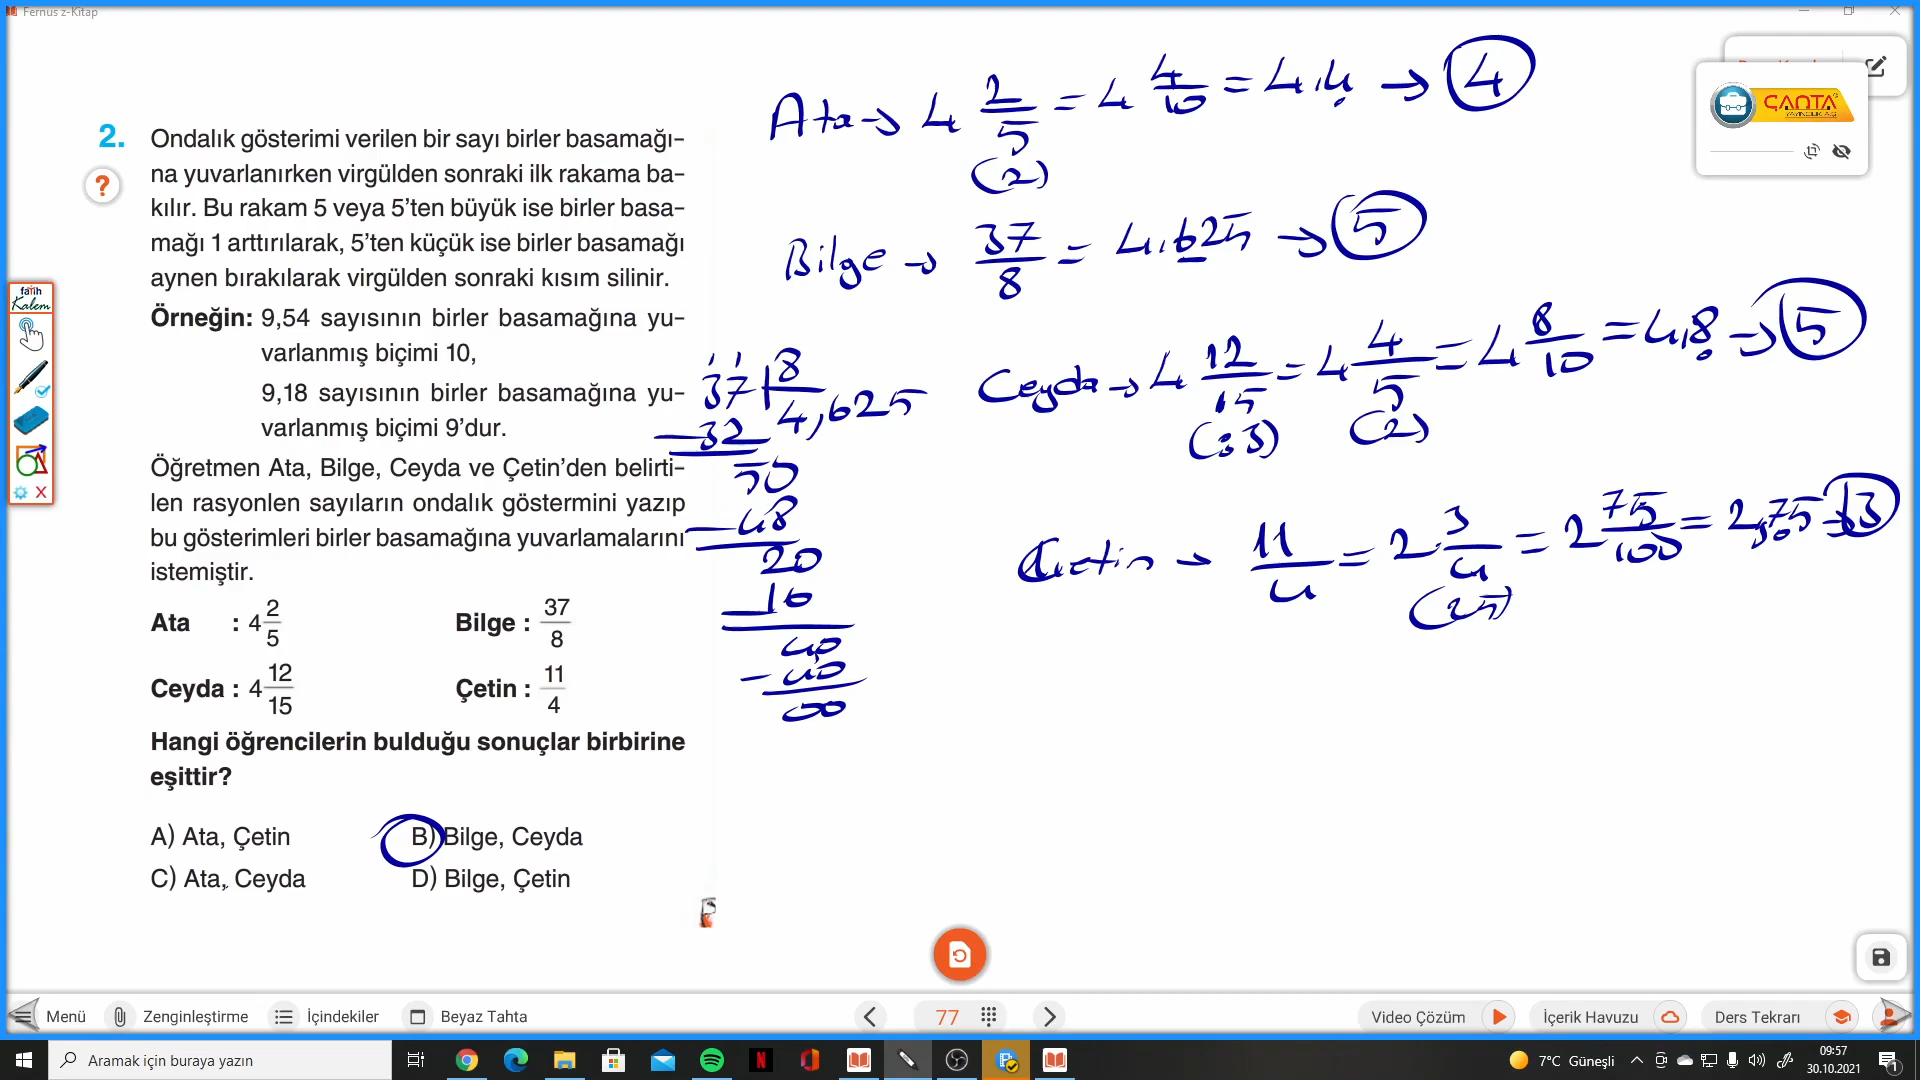 Fernus z-Kitap
2. Ondalık gösterimi verilen bir sayı birler basamağı-
na yuvarlanırken virgülden sonraki ilk rakama ba-
kılır. Bu rakam 5 veya 5'ten büyük ise birler basa-
mağı 1 arttırılarak, 5'ten küçük ise birler basamağı
aynen bırakılarak virgülden sonraki kısım silinir.
Örneğin: 9,54 sayısının birler basamağına yu-
varlanmış biçimi 10,
9,18 sayısının birler basamağına yu-
varlanmış biçimi 9'dur.
Öğretmen Ata, Bilge, Ceyda ve Çetin'den belirti-
len rasyonlen sayıların ondalık göstermini yazıp
bu gösterimleri birler basamağına yuvarlamalarını
istemiştir.
Ata : 4 2/5 Bilge : 37/8
Ceyda : 4 12/15 Çetin : 11/4
Hangi öğrencilerin bulduğu sonuçlar birbirine
eşittir?
A) Ata, Çetin B) Bilge, Ceyda
C) Ata, Ceyda D) Bilge, Çetin
Ata → 4 2/5 = 4 4/10 = 4,4 → 4
(2)
Bilge → 37/8 = 4,625 → 5
Ceyda → 4 12/15 = 4 4/5 = 4 8/10 = 4,8 → 5
(:3) (2)
Çetin → 11/4 = 2 3/4 = 2 75/100 = 2,75 → 3
(25)
37 8
4,625
- 32
50
- 48
20
- 16
40
- 40
00
ÇANTA
YAYINCILIK AŞ
fatih
Kalem
X
Menü Zenginleştirme İçindekiler Beyaz Tahta 77 Video Çözüm İçerik Havuzu Ders Tekrarı
Aramak için buraya yazın 7°C Güneşli 09:57
30.10.2021
1